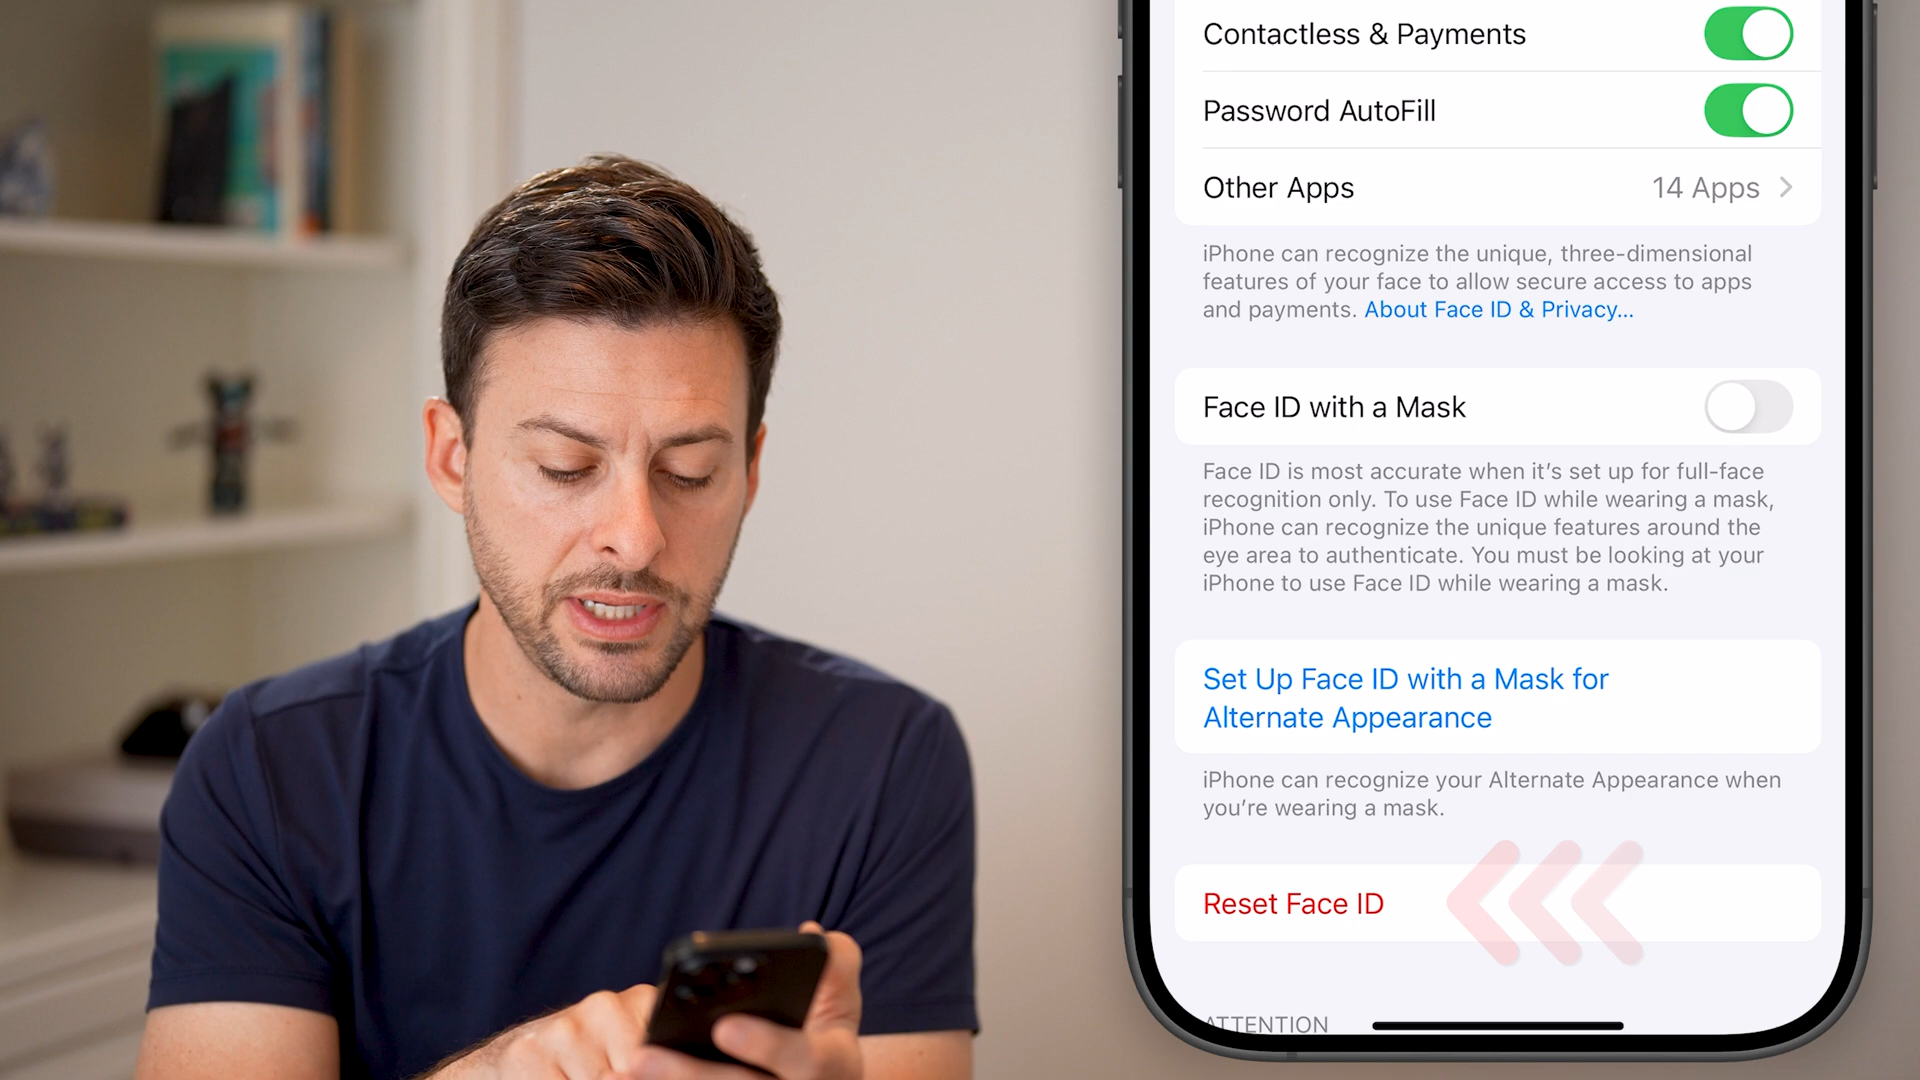 Contactless & Payments
Password AutoFill
Other Apps 14 Apps
iPhone can recognize the unique, three-dimensional
features of your face to allow secure access to apps
and payments. About Face ID & Privacy...
Face ID with a Mask
Face ID is most accurate when it’s set up for full-face
recognition only. To use Face ID while wearing a mask,
iPhone can recognize the unique features around the
eye area to authenticate. You must be looking at your
iPhone to use Face ID while wearing a mask.
Set Up Face ID with a Mask for
Alternate Appearance
iPhone can recognize your Alternate Appearance when
you’re wearing a mask.
Reset Face ID
ATTENTION